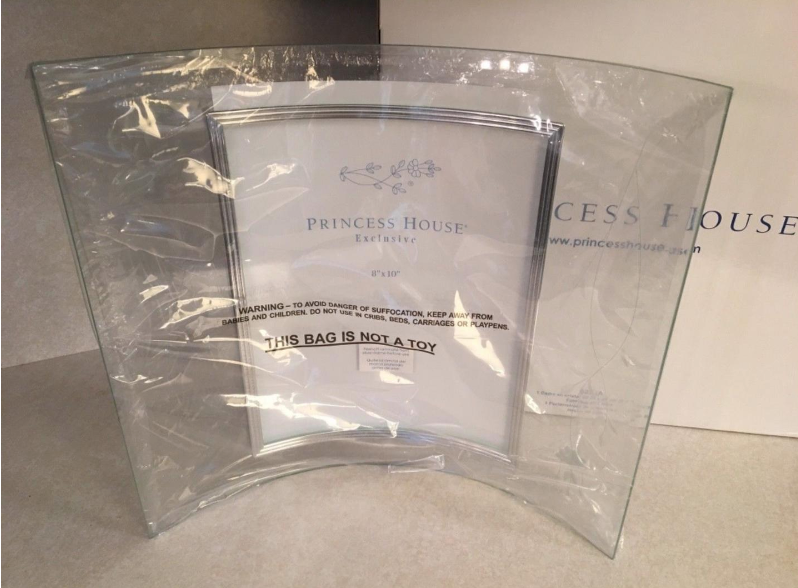 PRINCESS HOUSE®
Exclusive
8"x10"
WARNING – TO AVOID DANGER OF SUFFOCATION, KEEP AWAY FROM
BABIES AND CHILDREN. DO NOT USE IN CRIBS, BEDS, CARRIAGES OR PLAYPENS.
THIS BAG IS NOT A TOY
CESS HOUSE
www.princesshouse.com